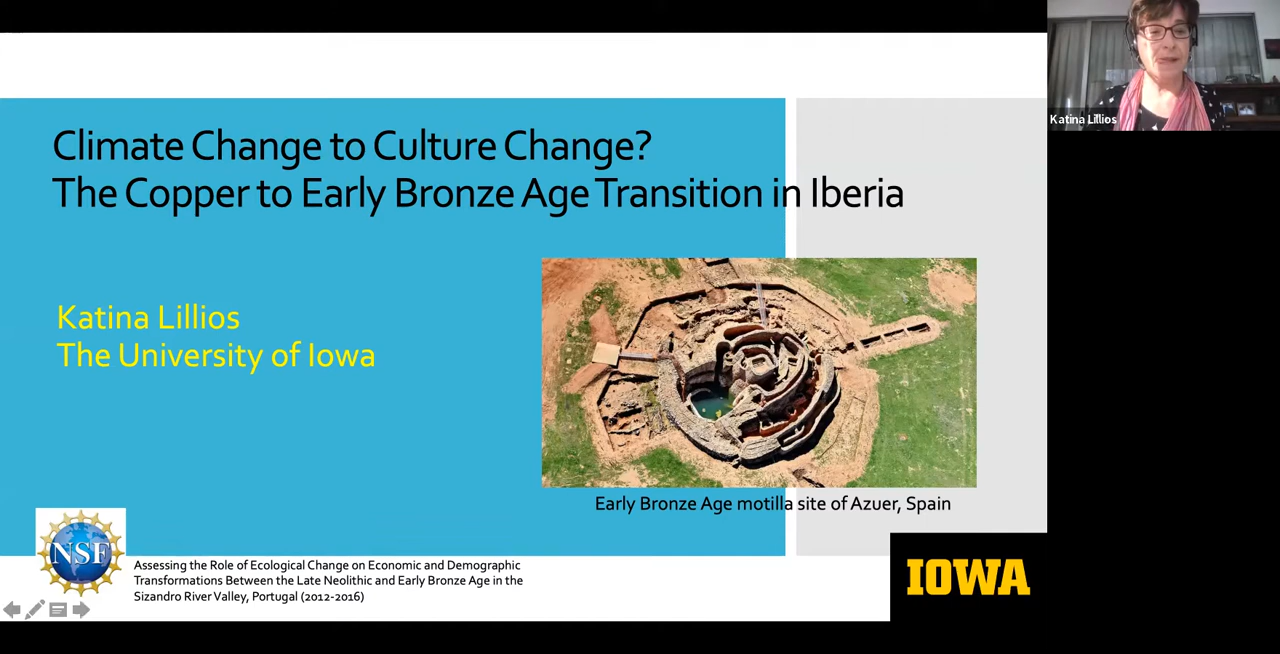 Climate Change to Culture Change?
The Copper to Early Bronze Age Transition in Iberia
Katina Lillios
The University of Iowa
Early Bronze Age motilla site of Azuer, Spain
NSF
Assessing the Role of Ecological Change on Economic and Demographic
Transformations Between the Late Neolithic and Early Bronze Age in the
Sizandro River Valley, Portugal (2012-2016)
IOWA
Katina Lillios